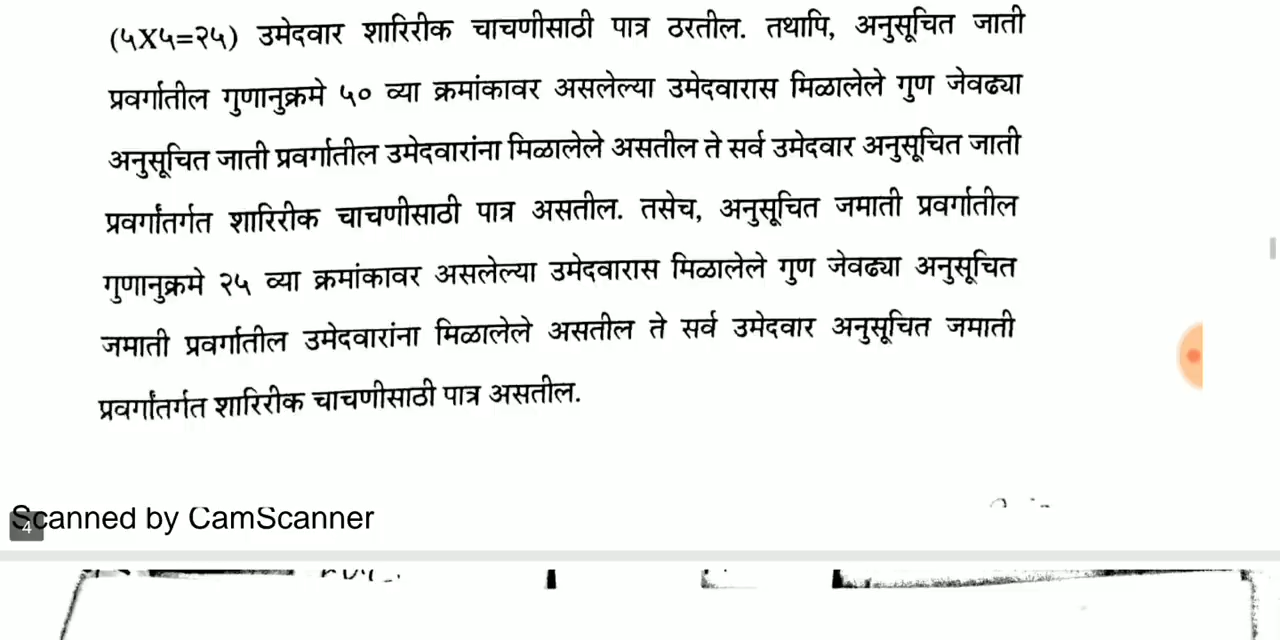 (५X५=२५) उमेदवार शारिरीक चाचणीसाठी पात्र ठरतील. तथापि, अनुसूचित जाती
प्रवर्गातील गुणानुक्रमे ५० व्या क्रमांकावर असलेल्या उमेदवारास मिळालेले गुण जेवढ्या
अनुसूचित जाती प्रवर्गातील उमेदवारांना मिळालेले असतील ते सर्व उमेदवार अनुसूचित जाती
प्रवर्गांतर्गत शारिरीक चाचणीसाठी पात्र असतील. तसेच, अनुसूचित जमाती प्रवर्गातील
गुणानुक्रमे २५ व्या क्रमांकावर असलेल्या उमेदवारास मिळालेले गुण जेवढ्या अनुसूचित
जमाती प्रवर्गातील उमेदवारांना मिळालेले असतील ते सर्व उमेदवार अनुसूचित जमाती
प्रवर्गांतर्गत शारिरीक चाचणीसाठी पात्र असतील.
Scanned by CamScanner
4